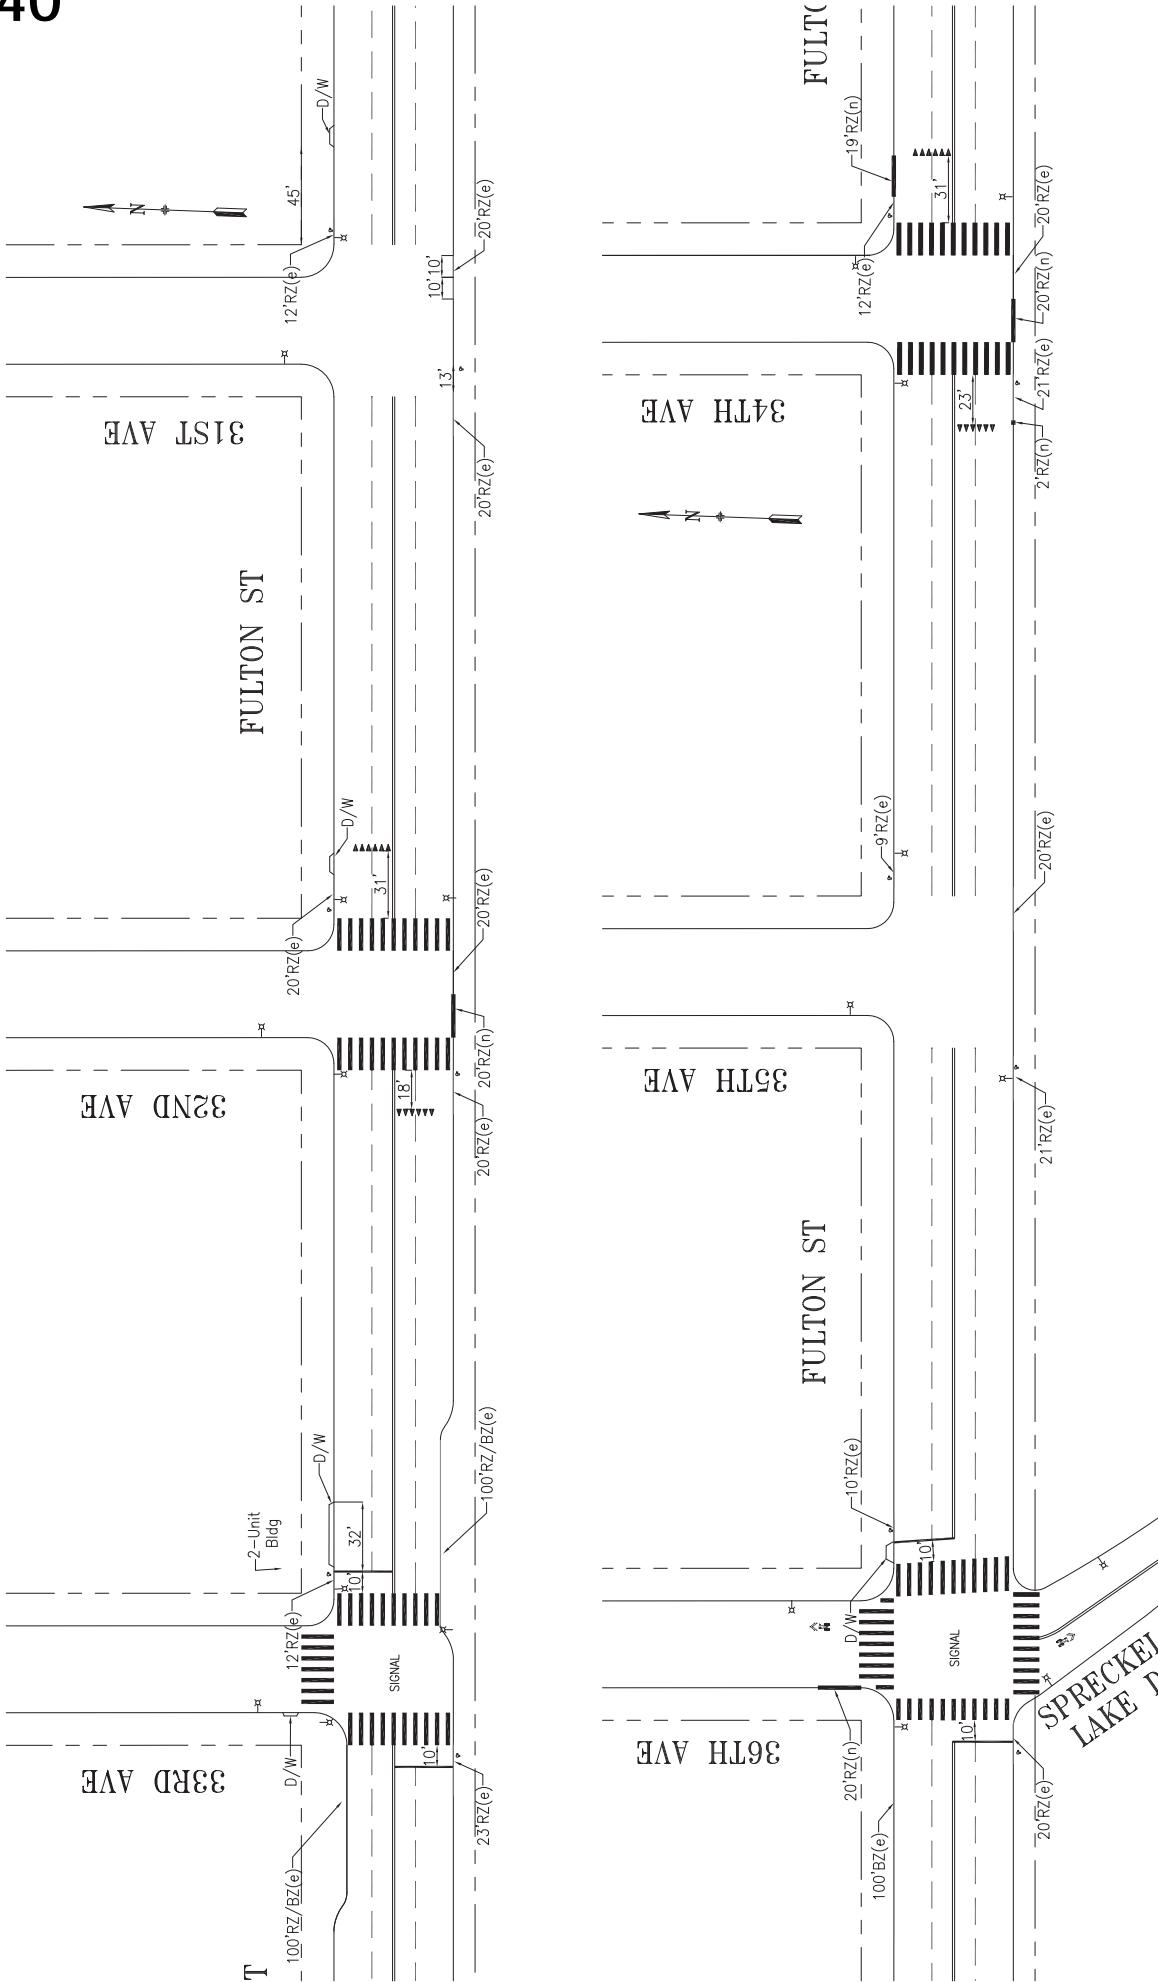 40
D/W
45'
N
20'RZ(e)
12'RZ(e)
10'
10'
13'
31ST AVE
20'RZ(e)
FULTON ST
D/W
31'
20'RZ(e)
20'RZ(e)
20'RZ(n)
18'
32ND AVE
20'RZ(e)
D/W
100'RZ/BZ(e)
2-Unit
Bldg
32'
10'
12'RZ(e)
SIGNAL
33RD AVE
D/W
10'
23'RZ(e)
100'RZ/BZ(e)
T
FULTO
19'RZ(n)
31'
20'RZ(e)
12'RZ(e)
20'RZ(n)
34TH AVE
23'
21'RZ(e)
2'RZ(n)
N
9'RZ(e)
20'RZ(e)
35TH AVE
21'RZ(e)
FULTON ST
10'RZ(e)
10'
D/W
SIGNAL
SPRECKEL
LAKE D
36TH AVE
20'RZ(n)
10'
20'RZ(e)
100'BZ(e)